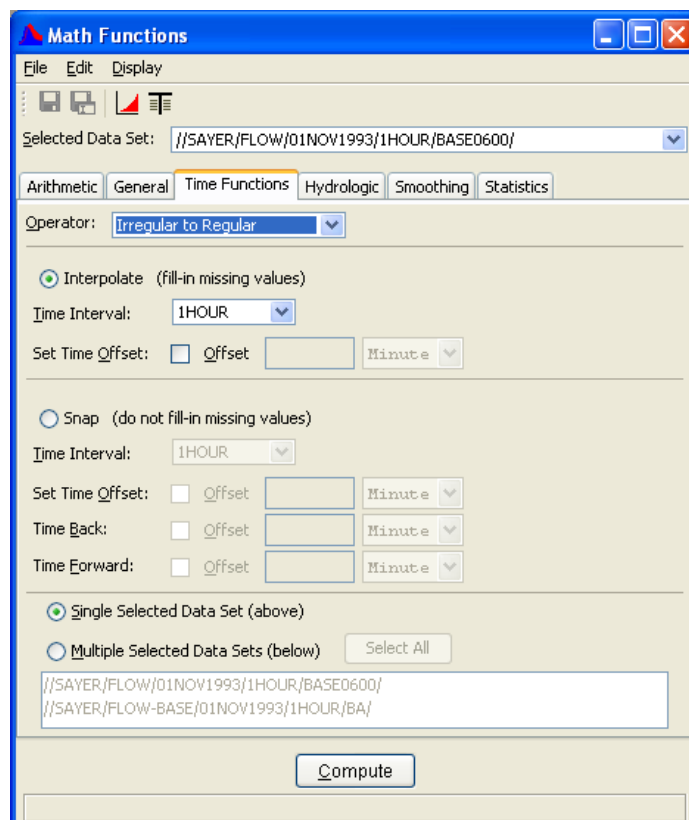 Math Functions
File Edit Display
Selected Data Set: //SAYER/FLOW/01NOV1993/1HOUR/BASE0600/
Arithmetic General Time Functions Hydrologic Smoothing Statistics
Operator: Irregular to Regular
Interpolate (fill-in missing values)
Time Interval: 1HOUR
Set Time Offset: Offset Minute
Snap (do not fill-in missing values)
Time Interval: 1HOUR
Set Time Offset: Offset Minute
Time Back: Offset Minute
Time Forward: Offset Minute
Single Selected Data Set (above)
Multiple Selected Data Sets (below) Select All
//SAYER/FLOW/01NOV1993/1HOUR/BASE0600/
//SAYER/FLOW-BASE/01NOV1993/1HOUR/BA/
Compute